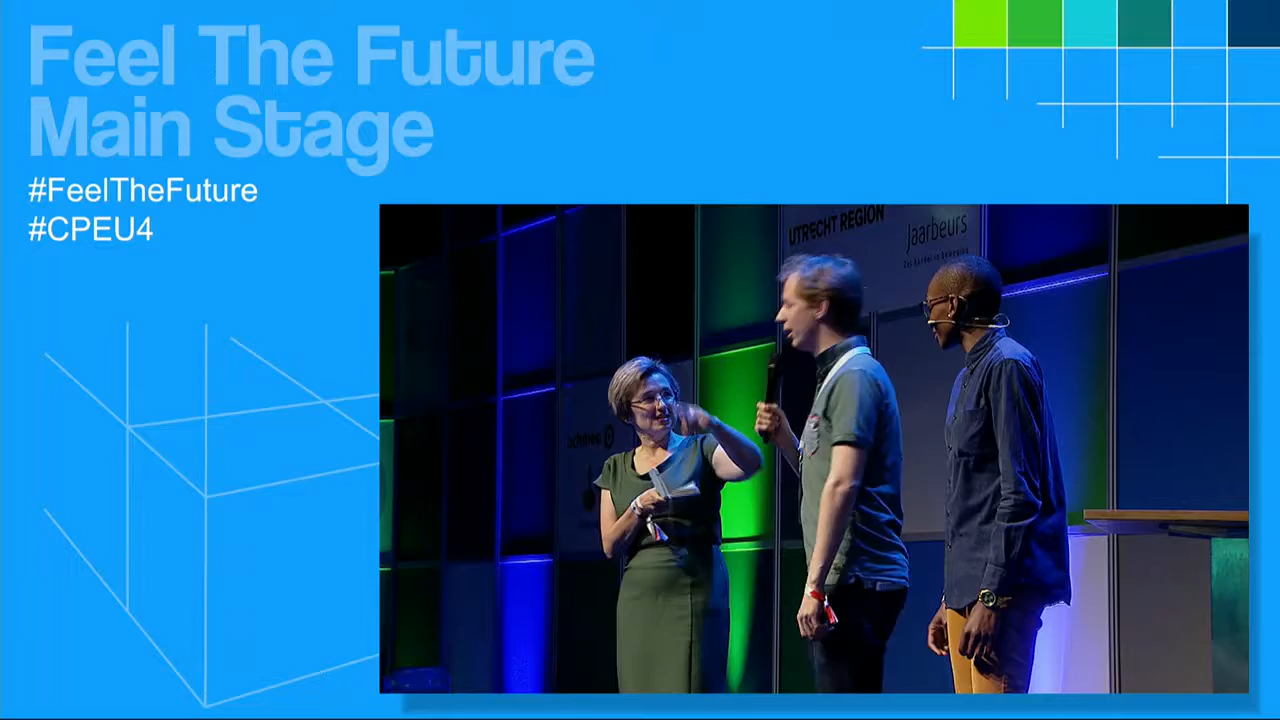 Feel The Future
Main Stage
#FeelTheFuture
#CPEU4
UTRECHT REGION
Jaarbeurs